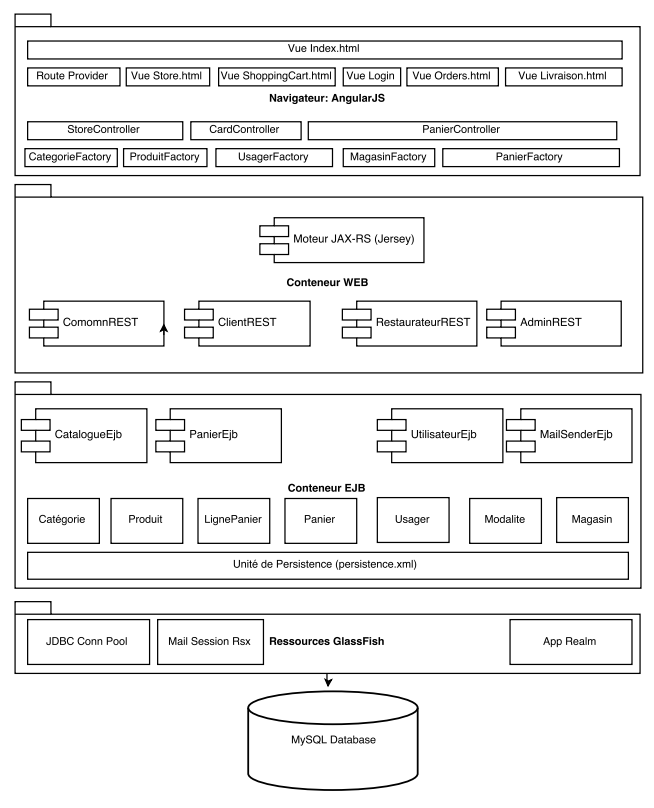 Vue Index.html
Route Provider
Vue Store.html
Vue ShoppingCart.html
Vue Login
Vue Orders.html
Vue Livraison.html
Navigateur: AngularJS
StoreController
CardController
PanierController
CategorieFactory
ProduitFactory
UsagerFactory
MagasinFactory
PanierFactory
Moteur JAX-RS (Jersey)
Conteneur WEB
ComomnREST
ClientREST
RestaurateurREST
AdminREST
CatalogueEjb
PanierEjb
UtilisateurEjb
MailSenderEjb
Conteneur EJB
Catégorie
Produit
LignePanier
Panier
Usager
Modalite
Magasin
Unité de Persistence (persistence.xml)
JDBC Conn Pool
Mail Session Rsx
Ressources GlassFish
App Realm
MySQL Database